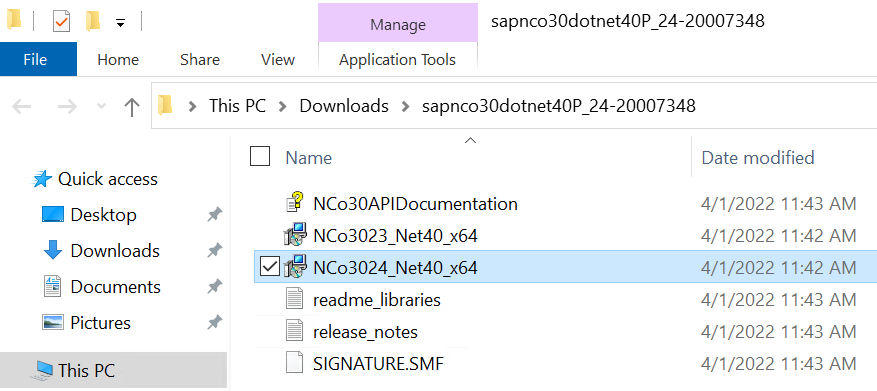 Manage
sapnco30dotnet40P_24-20007348
File
Home
Share
View
Application Tools
This PC
Downloads
sapnco30dotnet40P_24-20007348
Name
Date modified
Quick access
Desktop
Downloads
Documents
Pictures
This PC
NCo30APIDocumentation
4/1/2022 11:43 AM
NCo3023_Net40_x64
4/1/2022 11:42 AM
NCo3024_Net40_x64
4/1/2022 11:42 AM
readme_libraries
4/1/2022 11:43 AM
release_notes
4/1/2022 11:43 AM
SIGNATURE.SMF
4/1/2022 11:43 AM